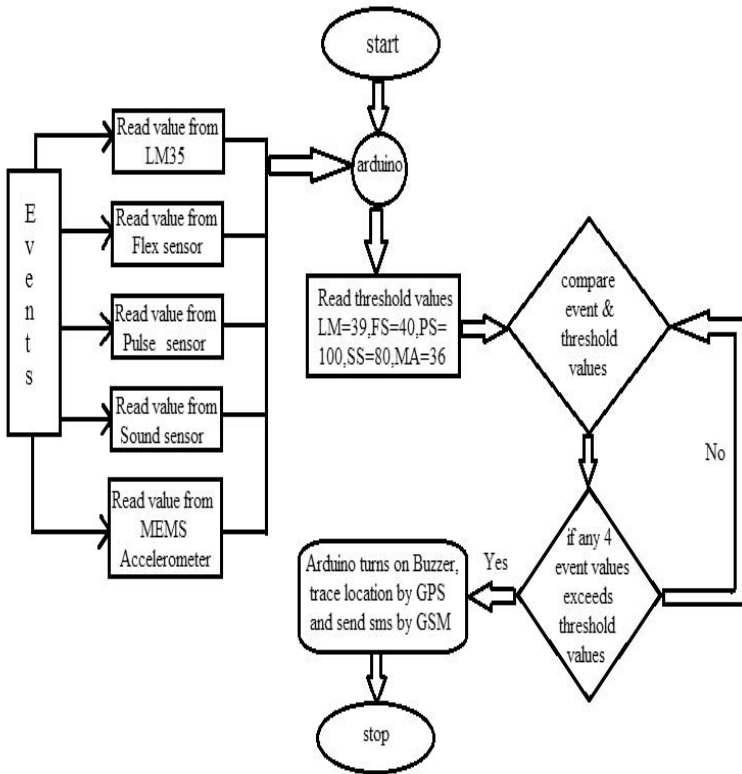 start
Events
Read value from
LM35
Read value from
Flex sensor
Read value from
Pulse sensor
Read value from
Sound sensor
Read value from
MEMS
Accelerometer
arduino
Read threshold values
LM=39,FS=40,PS=
100,SS=80,MA=36
compare
event &
threshold
values
No
if any 4
event values
exceeds
threshold
values
Yes
Arduino turns on Buzzer,
trace location by GPS
and send sms by GSM
stop